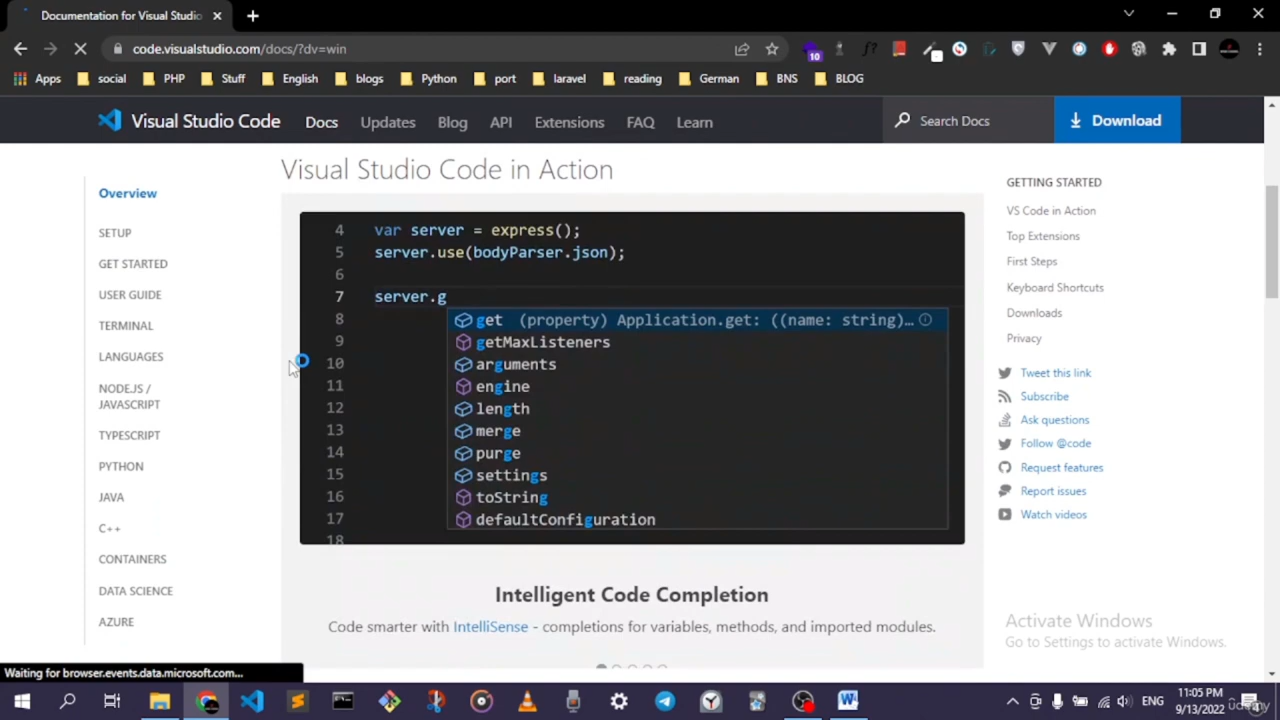 Documentation for Visual Studio
code.visualstudio.com/docs/?dv=win
10
Apps
social
PHP
Stuff
English
blogs
Python
port
laravel
reading
German
BNS
BLOG
Visual Studio Code
Docs
Updates
Blog
API
Extensions
FAQ
Learn
Search Docs
Download
Overview
SETUP
GET STARTED
USER GUIDE
TERMINAL
LANGUAGES
NODE.JS /
JAVASCRIPT
TYPESCRIPT
PYTHON
JAVA
C++
CONTAINERS
DATA SCIENCE
AZURE
Visual Studio Code in Action
4 var server = express();
5 server.use(bodyParser.json);
6
7 server.g
8 get (property) Application.get: ((name: string)…
9 getMaxListeners
10 arguments
11 engine
12 length
13 merge
14 purge
15 settings
16 toString
17 defaultConfiguration
18
Intelligent Code Completion
Code smarter with IntelliSense - completions for variables, methods, and imported modules.
GETTING STARTED
VS Code in Action
Top Extensions
First Steps
Keyboard Shortcuts
Downloads
Privacy
Tweet this link
Subscribe
Ask questions
Follow @code
Request features
Report issues
Watch videos
Activate Windows
Go to Settings to activate Windows.
Waiting for browser.events.data.microsoft.com...
ENG
11:05 PM
9/13/2022
udemy